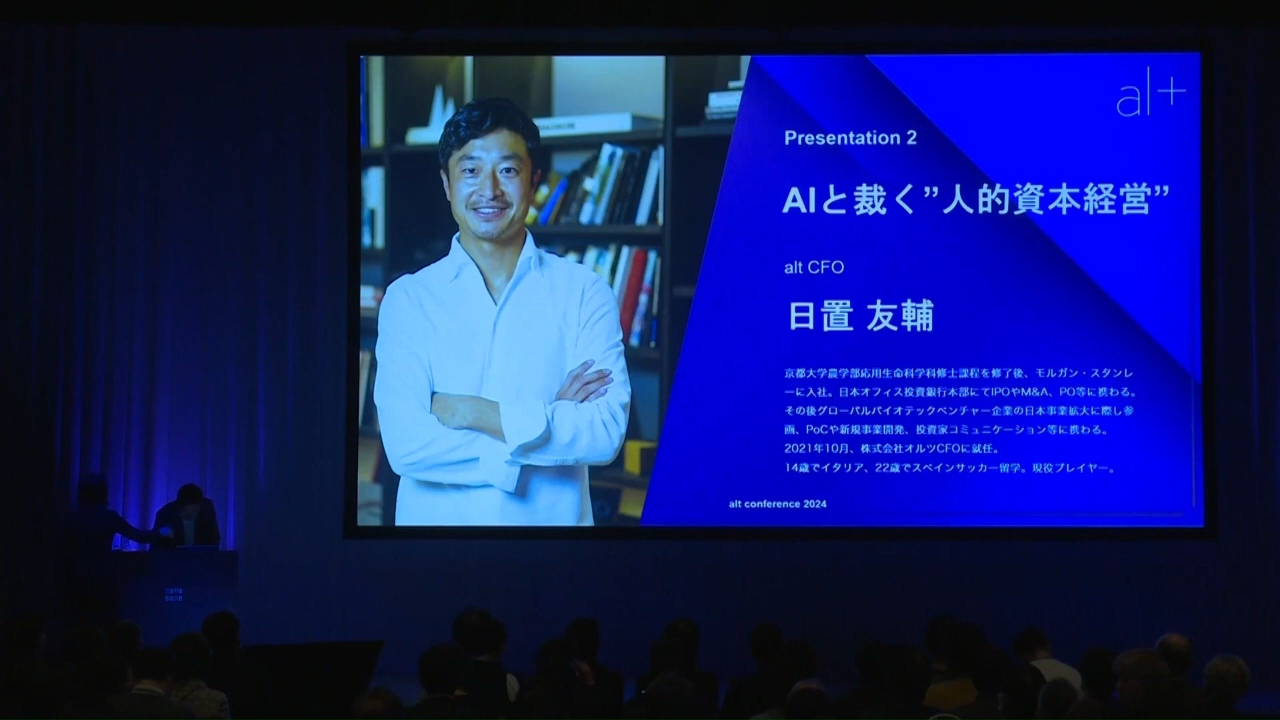 al+
Presentation 2
AIと裁く”人的資本経営”
alt CFO
日置 友輔
京都大学農学部応用生命科学科修士課程を修了後、モルガン・スタンレ
ーに入社。日本オフィス投資銀行本部にてIPOやM&A、PO等に携わる。
その後グローバルバイオテックベンチャー企業の日本事業拡大に際し参
画、PoCや新規事業開発、投資家コミュニケーション等に携わる。
2021年10月、株式会社オルツCFOに就任。
14歳でイタリア、22歳でスペインサッカー留学。現役プレイヤー。
alt conference 2024